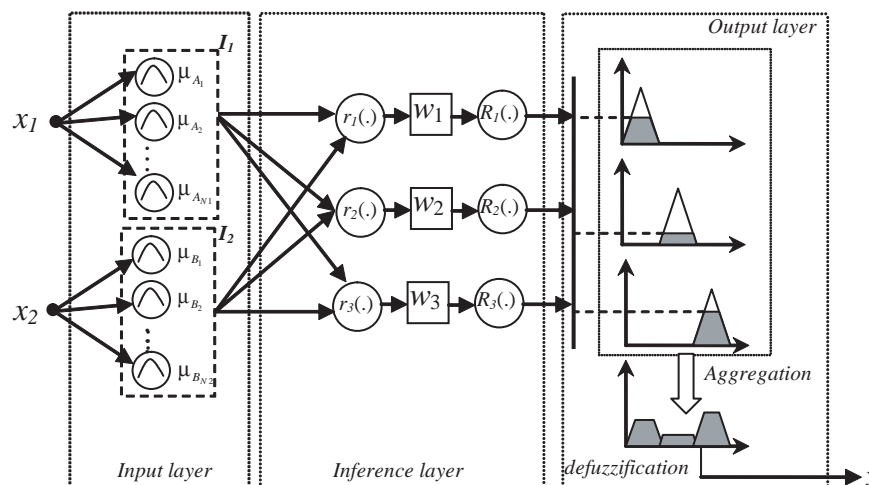 I1
Output layer
μA1
x1
μA2
r1(.)
w1
R1(.)
μAN1
I2
r2(.)
w2
R2(.)
μB1
x2
μB2
r3(.)
w3
R3(.)
μBN2
Aggregation
Input layer
Inference layer
defuzzification